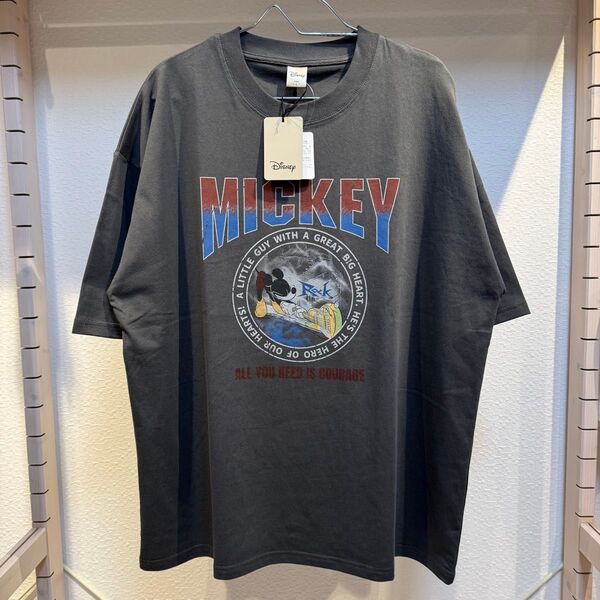 Disney
Disney
MICKEY
A LITTLE GUY WITH A GREAT BIG HEART. HE'S THE HERO OF OUR HEARTS!
Rock
ALL YOU NEED IS COURAGE